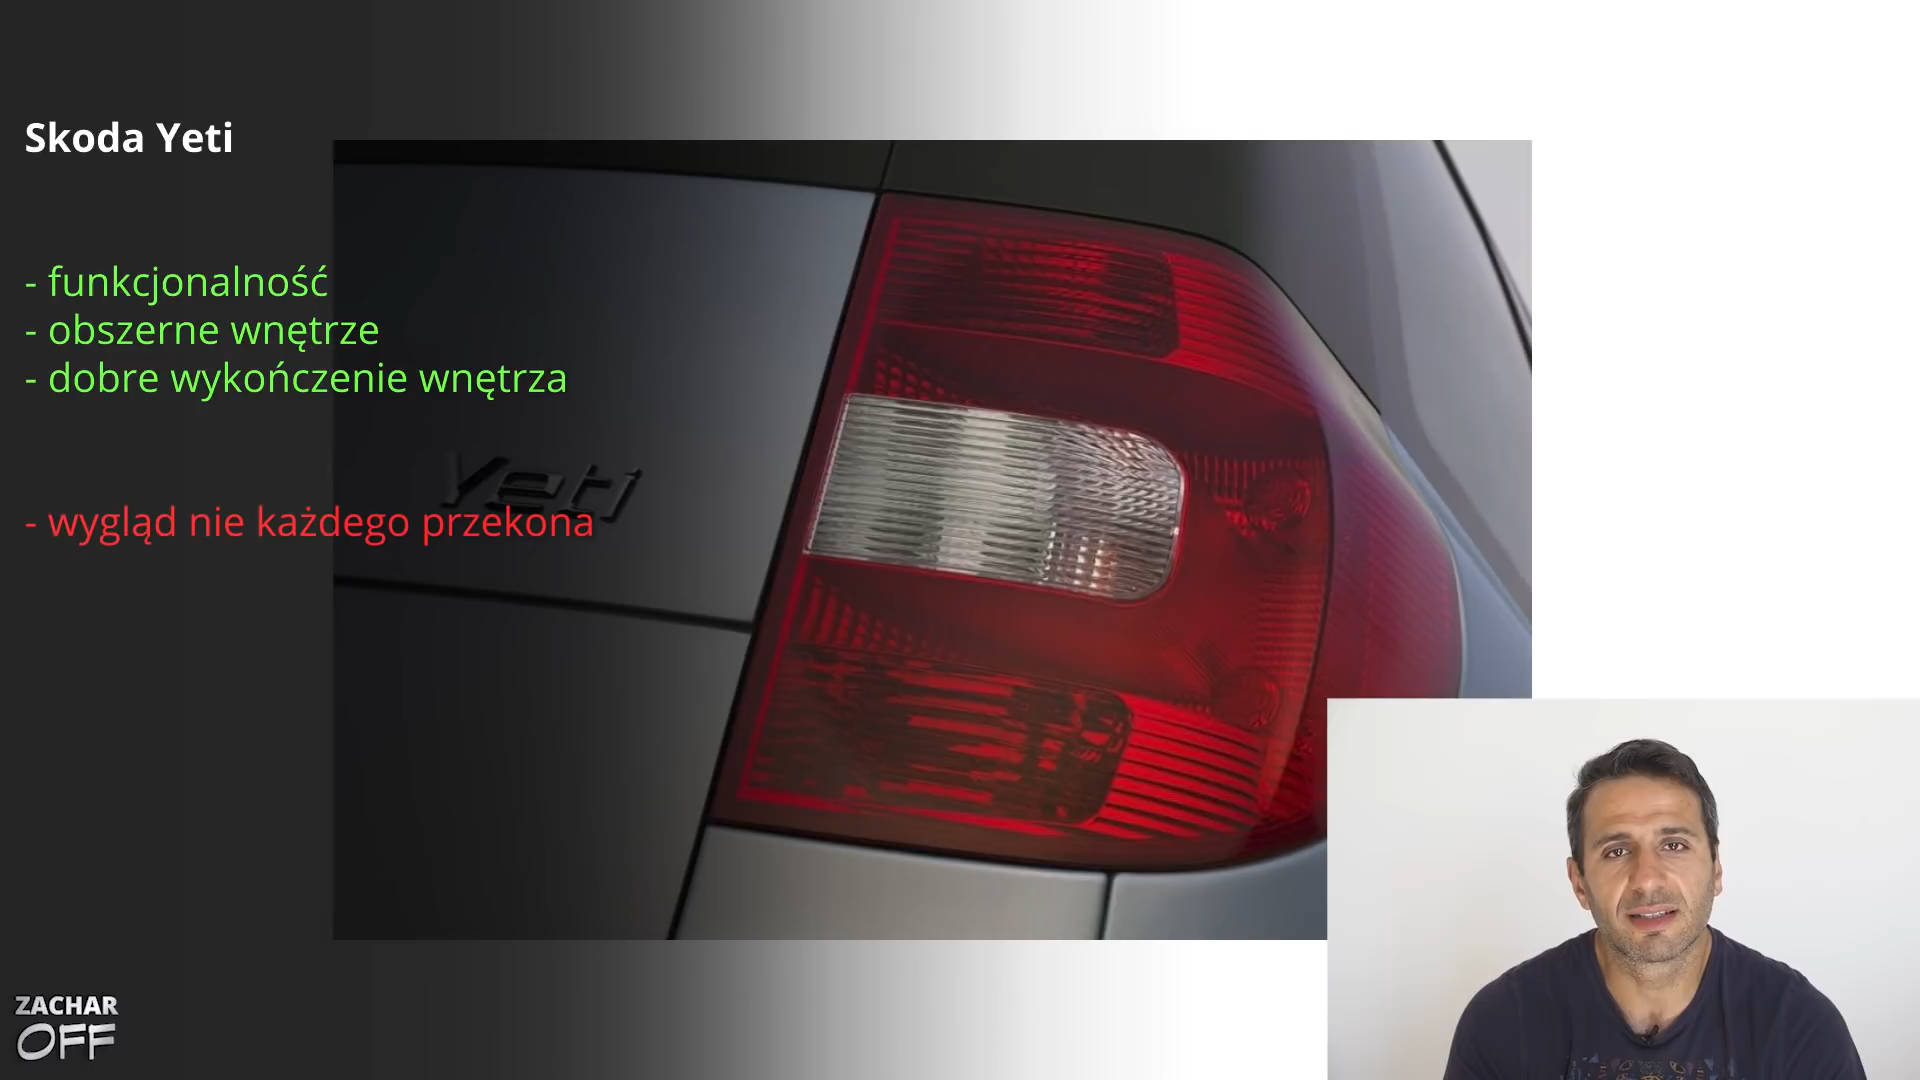 Skoda Yeti
- funkcjonalność
- obszerne wnętrze
- dobre wykończenie wnętrza
Yeti
- wygląd nie każdego przekona
ZACHAR
OFF